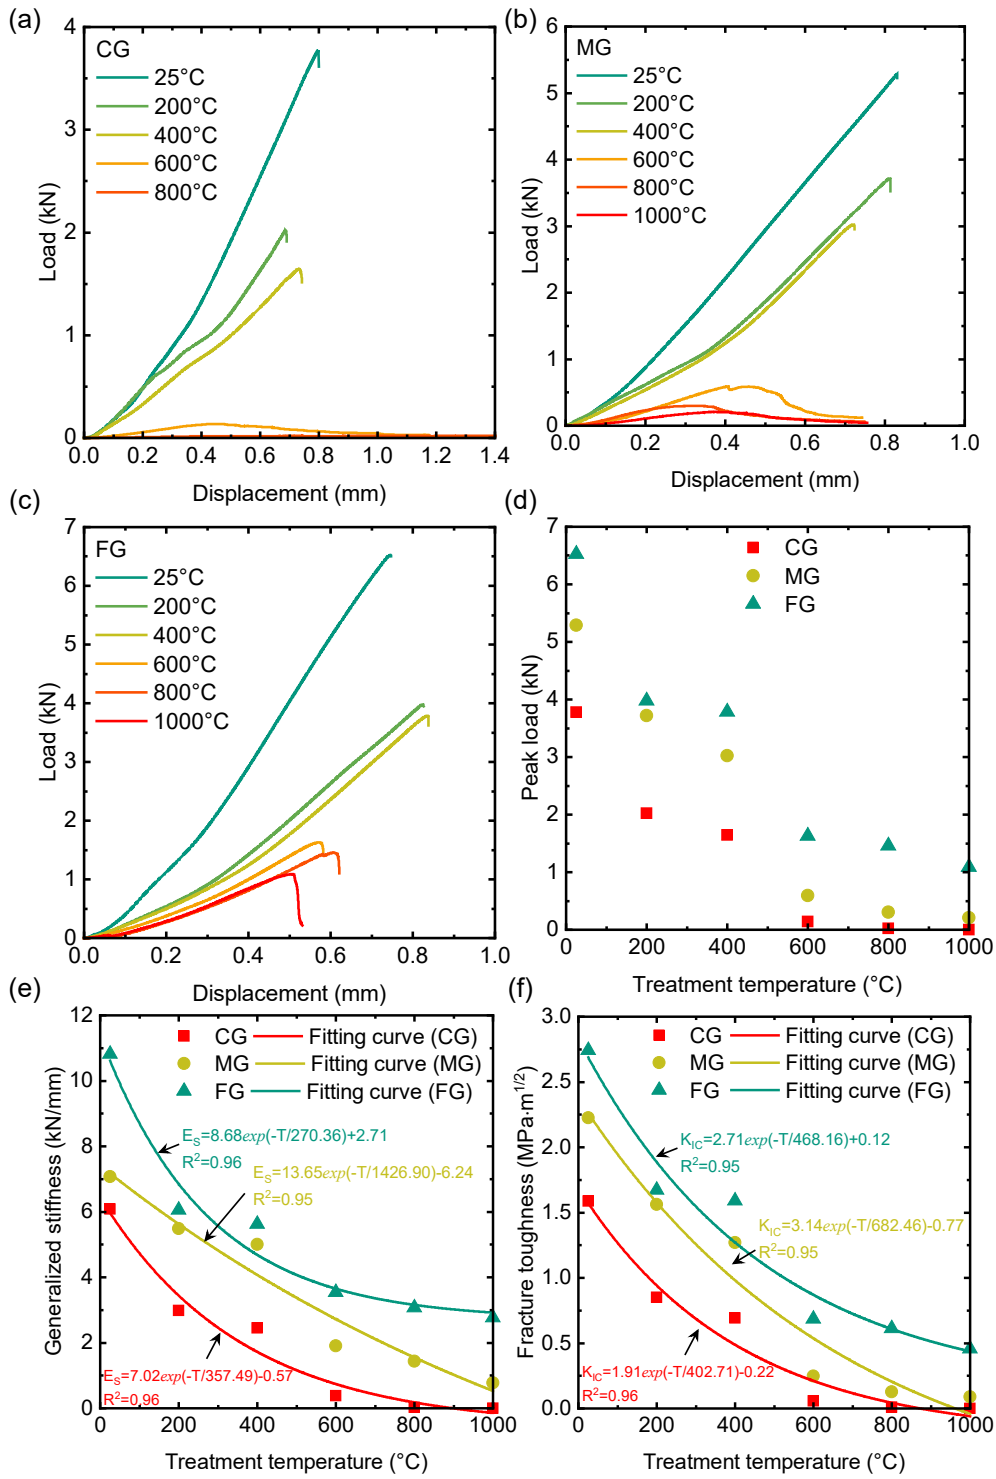 (a)
CG
25°C
200°C
400°C
600°C
800°C
4
3
2
1
0
0.0 0.2 0.4 0.6 0.8 1.0 1.2 1.4
Load (kN)
Displacement (mm)
(b)
MG
25°C
200°C
400°C
600°C
800°C
1000°C
6
5
4
3
2
1
0
0.0 0.2 0.4 0.6 0.8 1.0
Load (kN)
Displacement (mm)
(c)
FG
25°C
200°C
400°C
600°C
800°C
1000°C
7
6
5
4
3
2
1
0
0.0 0.2 0.4 0.6 0.8 1.0
Load (kN)
Displacement (mm)
(d)
CG
MG
FG
7
6
5
4
3
2
1
0
0 200 400 600 800 1000
Peak load (kN)
Treatment temperature (°C)
(e)
CG Fitting curve (CG)
MG Fitting curve (MG)
FG Fitting curve (FG)
E_S=8.68exp(-T/270.36)+2.71
R²=0.96
E_S=13.65exp(-T/1426.90)-6.24
R²=0.95
E_S=7.02exp(-T/357.49)-0.57
R²=0.96
12
10
8
6
4
2
0
200 400 600 800 1000
Generalized stiffness (kN/mm)
Treatment temperature (°C)
(f)
CG Fitting curve (CG)
MG Fitting curve (MG)
FG Fitting curve (FG)
K_IC=2.71exp(-T/468.16)+0.12
R²=0.95
K_IC=3.14exp(-T/682.46)-0.77
R²=0.95
K_IC=1.91exp(-T/402.71)-0.22
R²=0.96
3.0
2.5
2.0
1.5
1.0
0.5
0.0
200 400 600 800 1000
Fracture toughness (MPa·m^1/2)
Treatment temperature (°C)